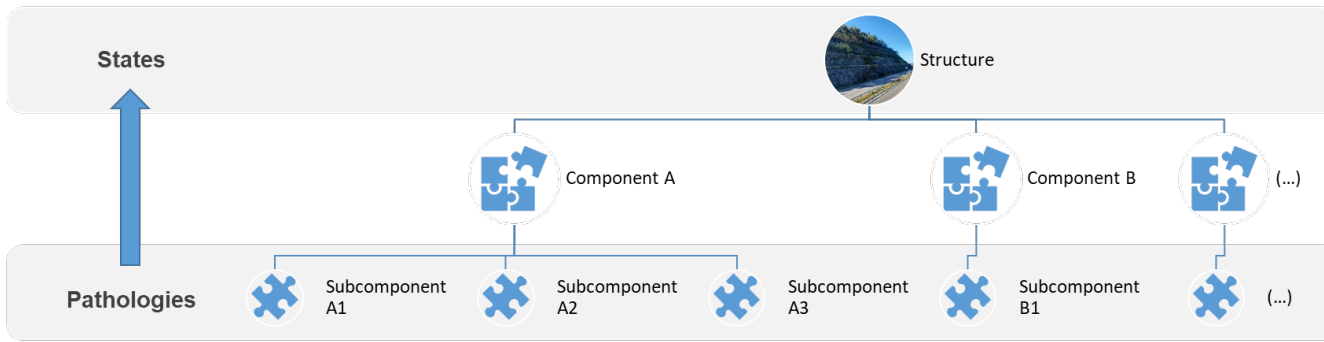 States
Structure
Component A
Component B
(...)
Pathologies
Subcomponent
A1
Subcomponent
A2
Subcomponent
A3
Subcomponent
B1
(...)